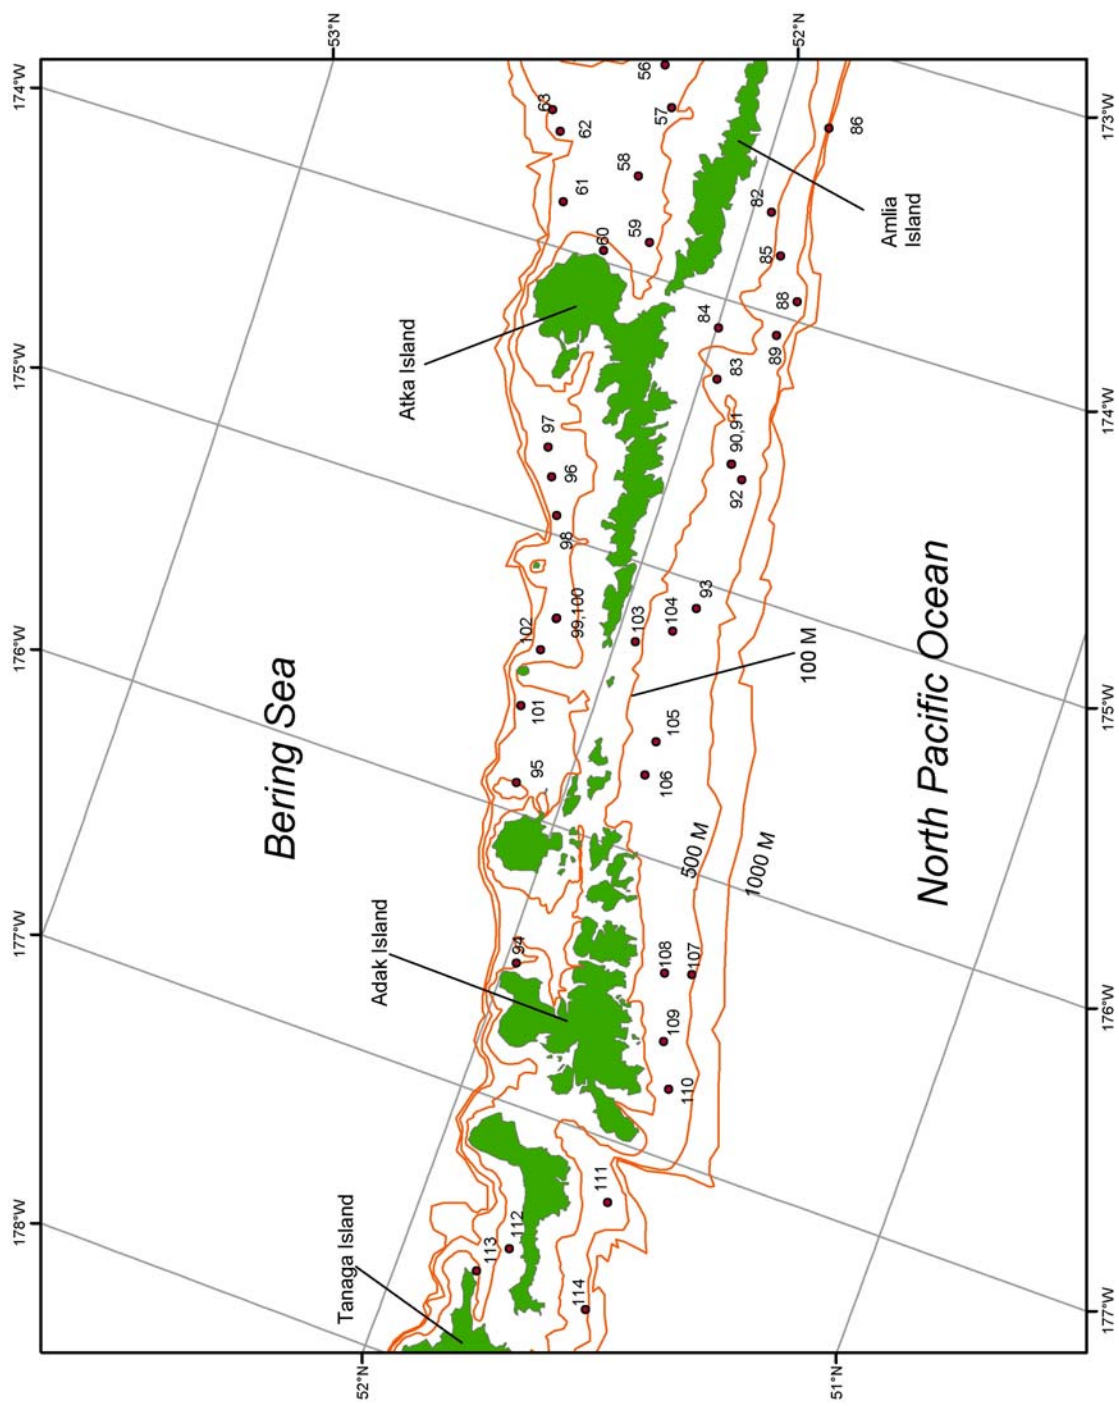 174°W
175°W
176°W
177°W
178°W
53°N
52°N
52°N
51°N
173°W
174°W
175°W
176°W
177°W
Bering Sea
North Pacific Ocean
Tanaga Island
Adak Island
Atka Island
Amlia
Island
100 M
500 M
1000 M
56
57
58
59
60
61
62
63
82
83
84
85
86
88
89
90,91
92
93
94
95
96
97
98
99,100
101
102
103
104
105
106
107
108
109
110
111
112
113
114